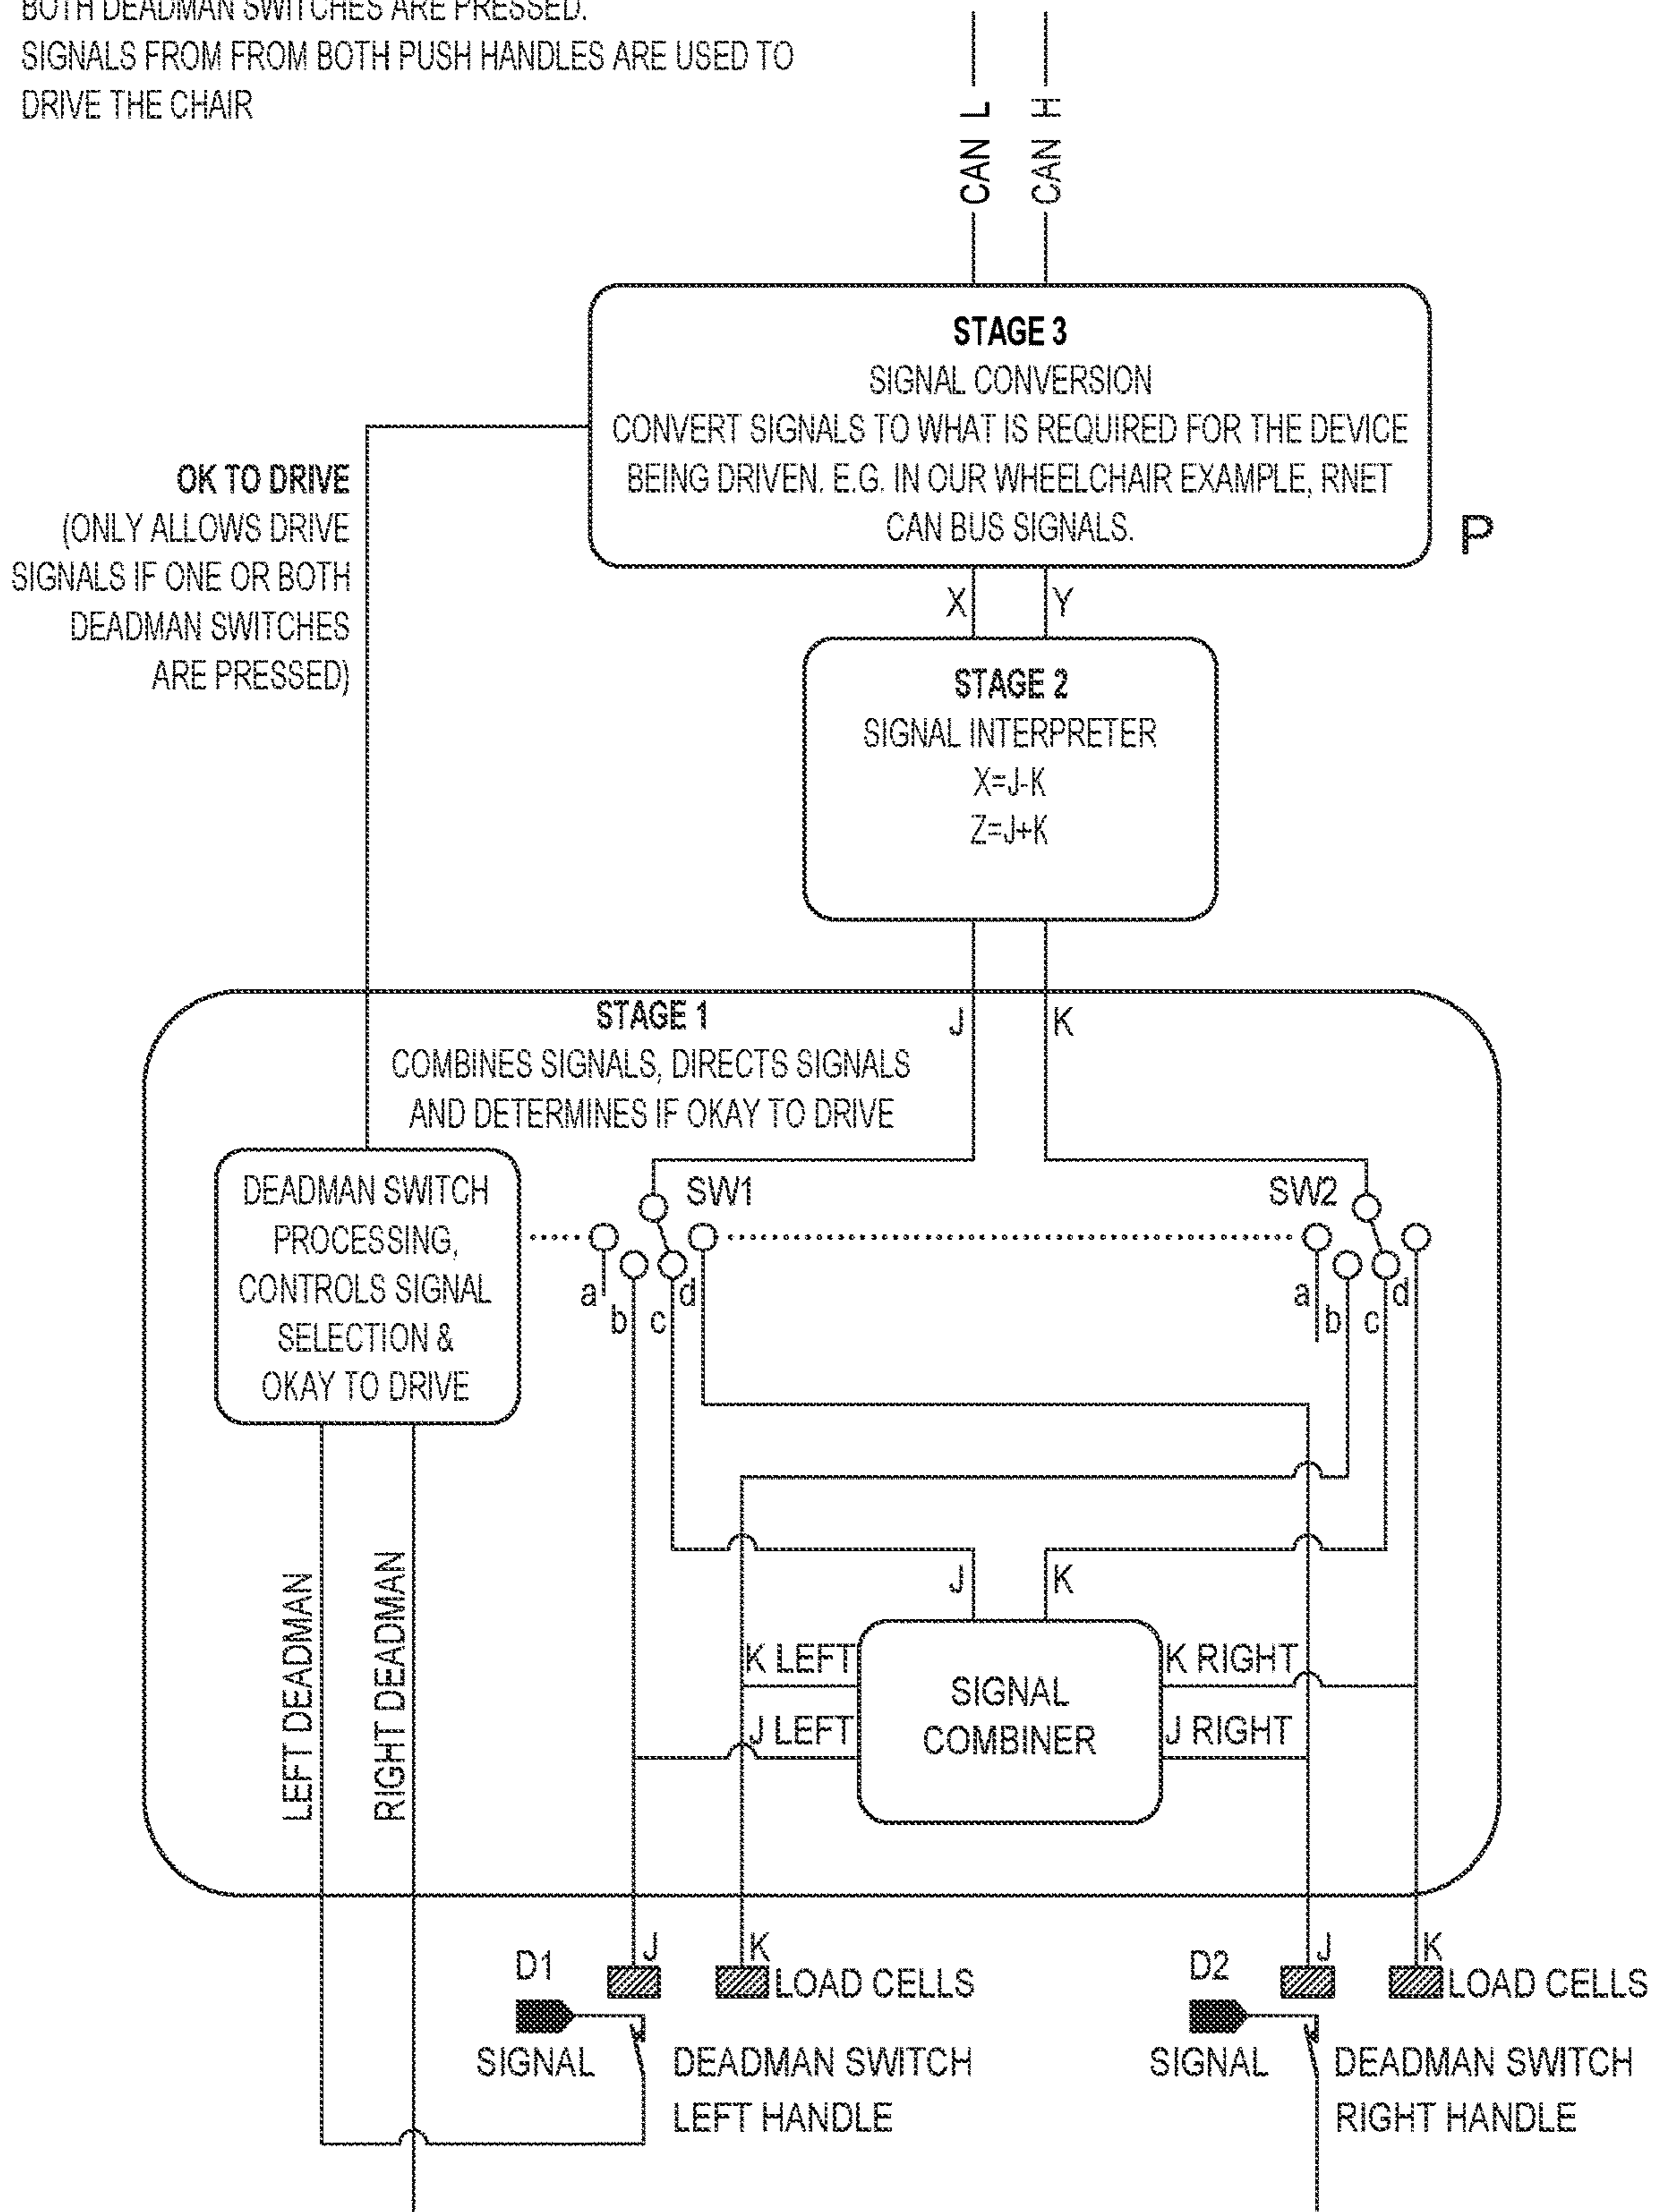 BOTH DEADMAN SWITCHES ARE PRESSED.
SIGNALS FROM FROM BOTH PUSH HANDLES ARE USED TO
DRIVE THE CHAIR
CAN L
CAN H
STAGE 3
SIGNAL CONVERSION
CONVERT SIGNALS TO WHAT IS REQUIRED FOR THE DEVICE
BEING DRIVEN. E.G. IN OUR WHEELCHAIR EXAMPLE, RNET
CAN BUS SIGNALS.
P
OK TO DRIVE
(ONLY ALLOWS DRIVE
SIGNALS IF ONE OR BOTH
DEADMAN SWITCHES
ARE PRESSED)
X
Y
STAGE 2
SIGNAL INTERPRETER
X=J-K
Z=J+K
STAGE 1
COMBINES SIGNALS, DIRECTS SIGNALS
AND DETERMINES IF OKAY TO DRIVE
J
K
DEADMAN SWITCH
PROCESSING,
CONTROLS SIGNAL
SELECTION &
OKAY TO DRIVE
SW1
a
b
c
d
SW2
a
b
c
d
LEFT DEADMAN
RIGHT DEADMAN
J
K
K LEFT
J LEFT
SIGNAL
COMBINER
K RIGHT
J RIGHT
D1
J
K
LOAD CELLS
SIGNAL
DEADMAN SWITCH
LEFT HANDLE
D2
J
K
LOAD CELLS
SIGNAL
DEADMAN SWITCH
RIGHT HANDLE